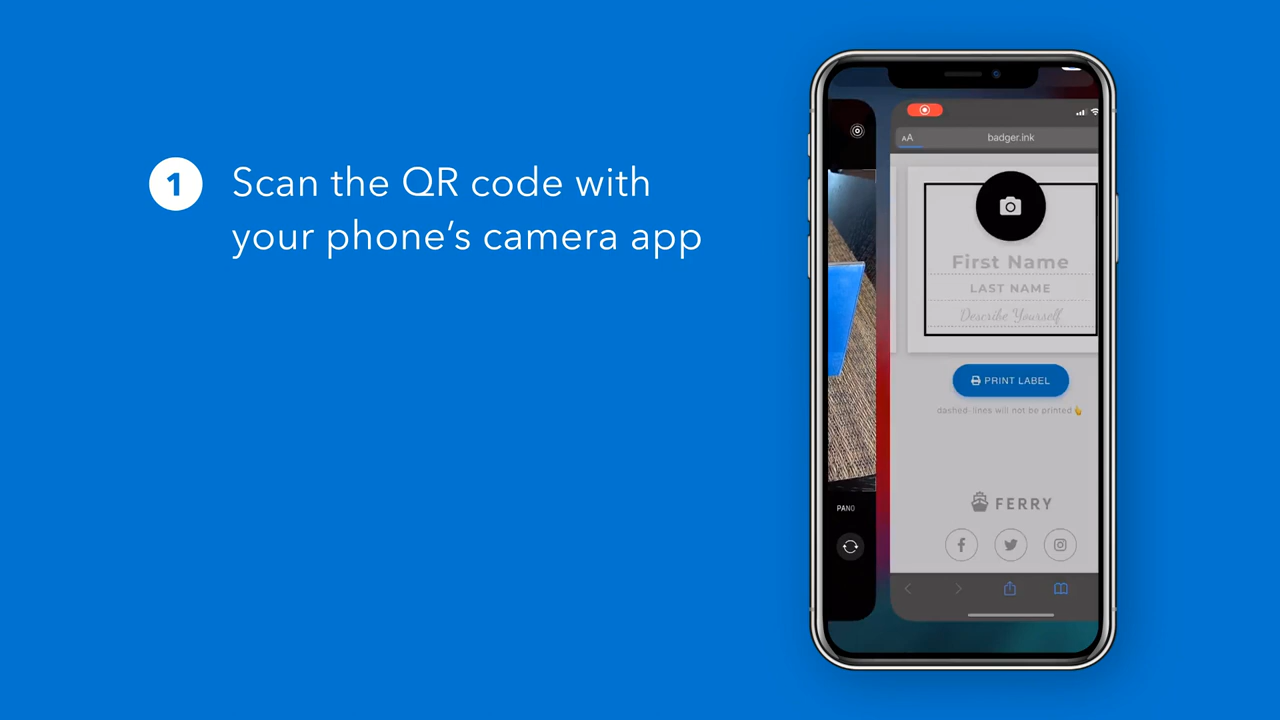 1 Scan the QR code with
your phone's camera app
AA badger.ink
First Name
LAST NAME
Describe Yourself
PRINT LABEL
dashed-lines will not be printed
FERRY
PANO